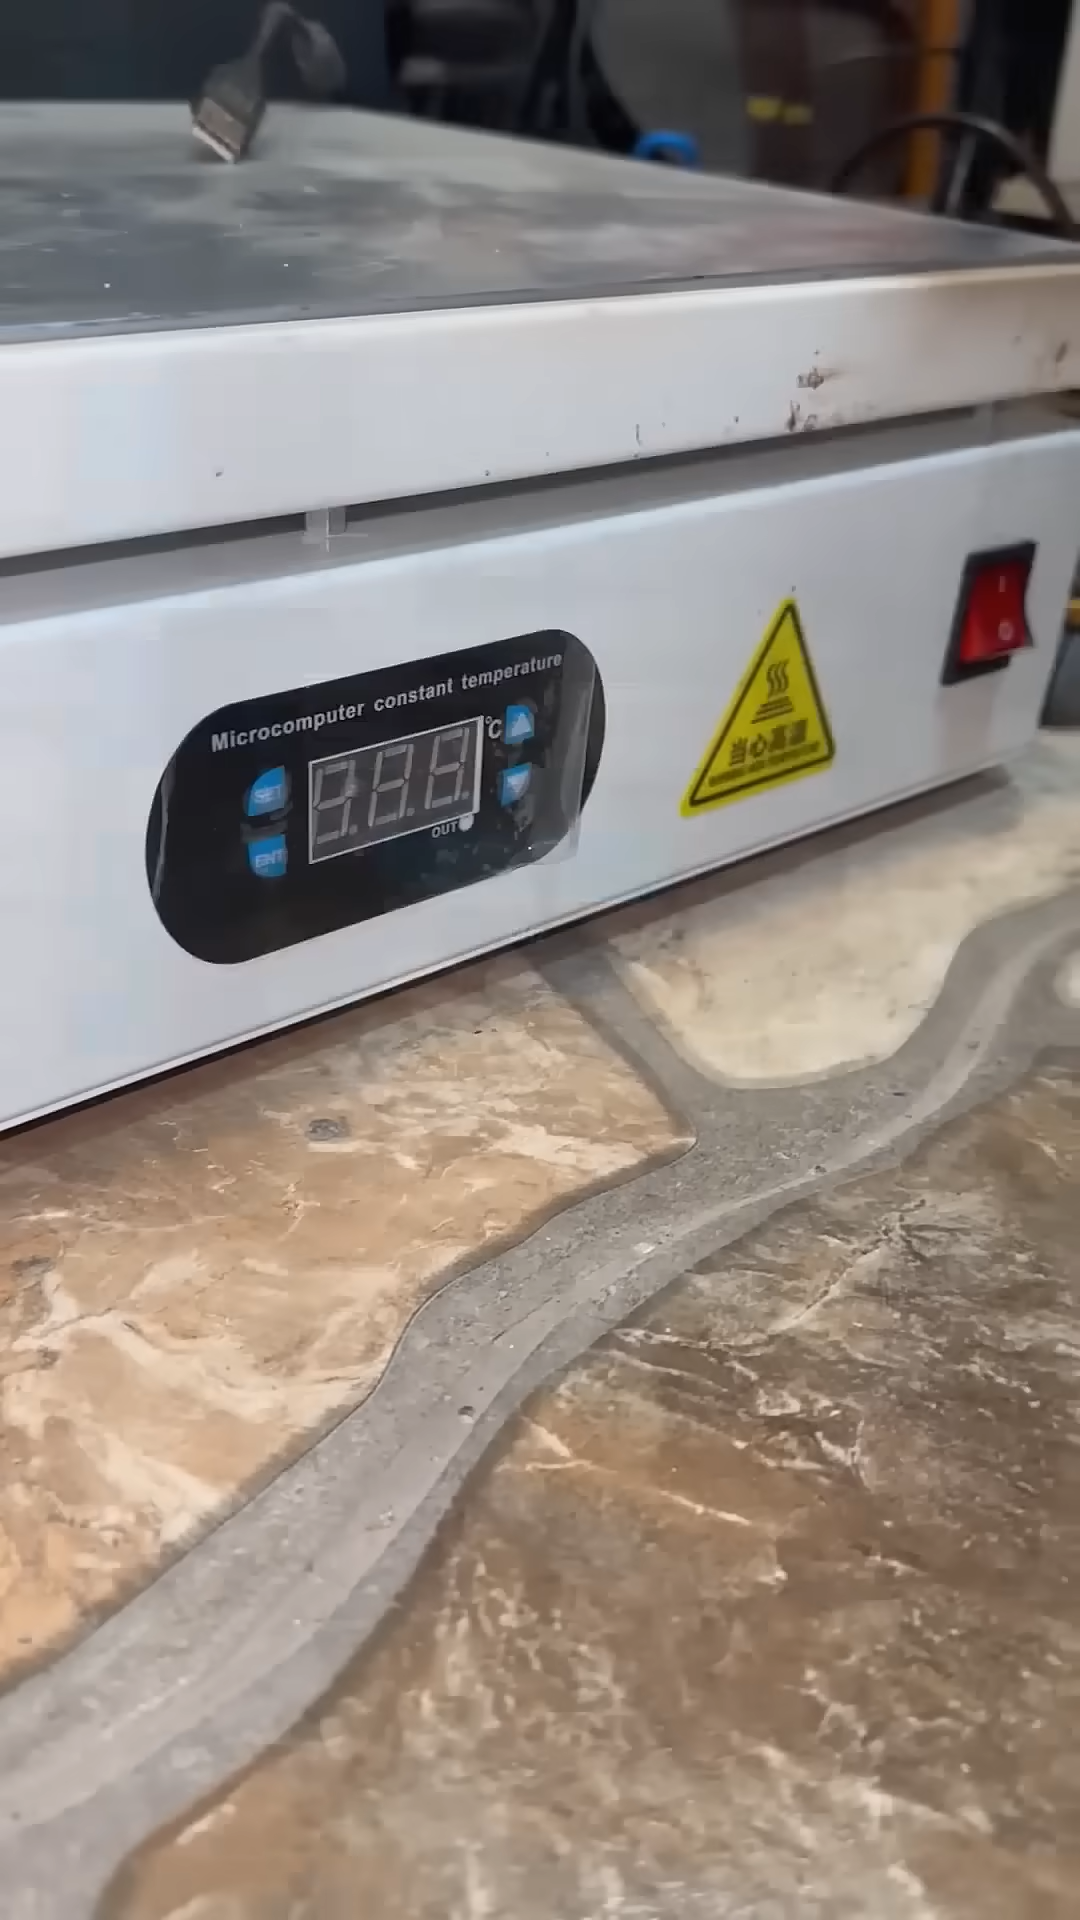 Microcomputer constant temperature
℃
SET
ENT
OUT
当心高温
I
O